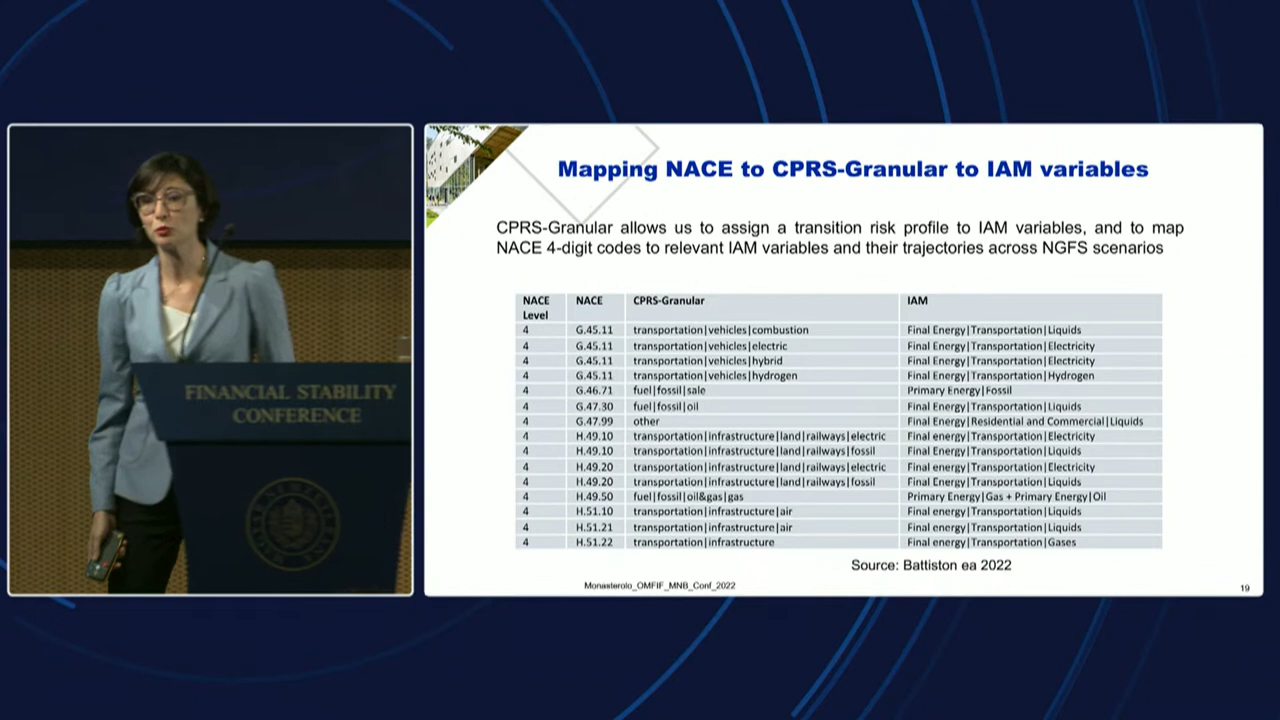 FINANCIAL STABILITY
CONFERENCE
Mapping NACE to CPRS-Granular to IAM variables
CPRS-Granular allows us to assign a transition risk profile to IAM variables, and to map
NACE 4-digit codes to relevant IAM variables and their trajectories across NGFS scenarios
NACE Level NACE CPRS-Granular IAM
4 G.45.11 transportation|vehicles|combustion Final Energy|Transportation|Liquids
4 G.45.11 transportation|vehicles|electric Final Energy|Transportation|Electricity
4 G.45.11 transportation|vehicles|hybrid Final Energy|Transportation|Electricity
4 G.45.11 transportation|vehicles|hydrogen Final Energy|Transportation|Hydrogen
4 G.46.71 fuel|fossil|sale Primary Energy|Fossil
4 G.47.30 fuel|fossil|oil Final Energy|Transportation|Liquids
4 G.47.99 other Final Energy|Residential and Commercial|Liquids
4 H.49.10 transportation|infrastructure|land|railways|electric Final energy|Transportation|Electricity
4 H.49.10 transportation|infrastructure|land|railways|fossil Final Energy|Transportation|Liquids
4 H.49.20 transportation|infrastructure|land|railways|electric Final energy|Transportation|Electricity
4 H.49.20 transportation|infrastructure|land|railways|fossil Final Energy|Transportation|Liquids
4 H.49.50 fuel|fossil|oil&gas|gas Primary Energy|Gas + Primary Energy|Oil
4 H.51.10 transportation|infrastructure|air Final energy|Transportation|Liquids
4 H.51.21 transportation|infrastructure|air Final energy|Transportation|Liquids
4 H.51.22 transportation|infrastructure Final energy|Transportation|Gases
Source: Battiston ea 2022
Monasterolo_OMFIF_MNB_Conf_2022
19